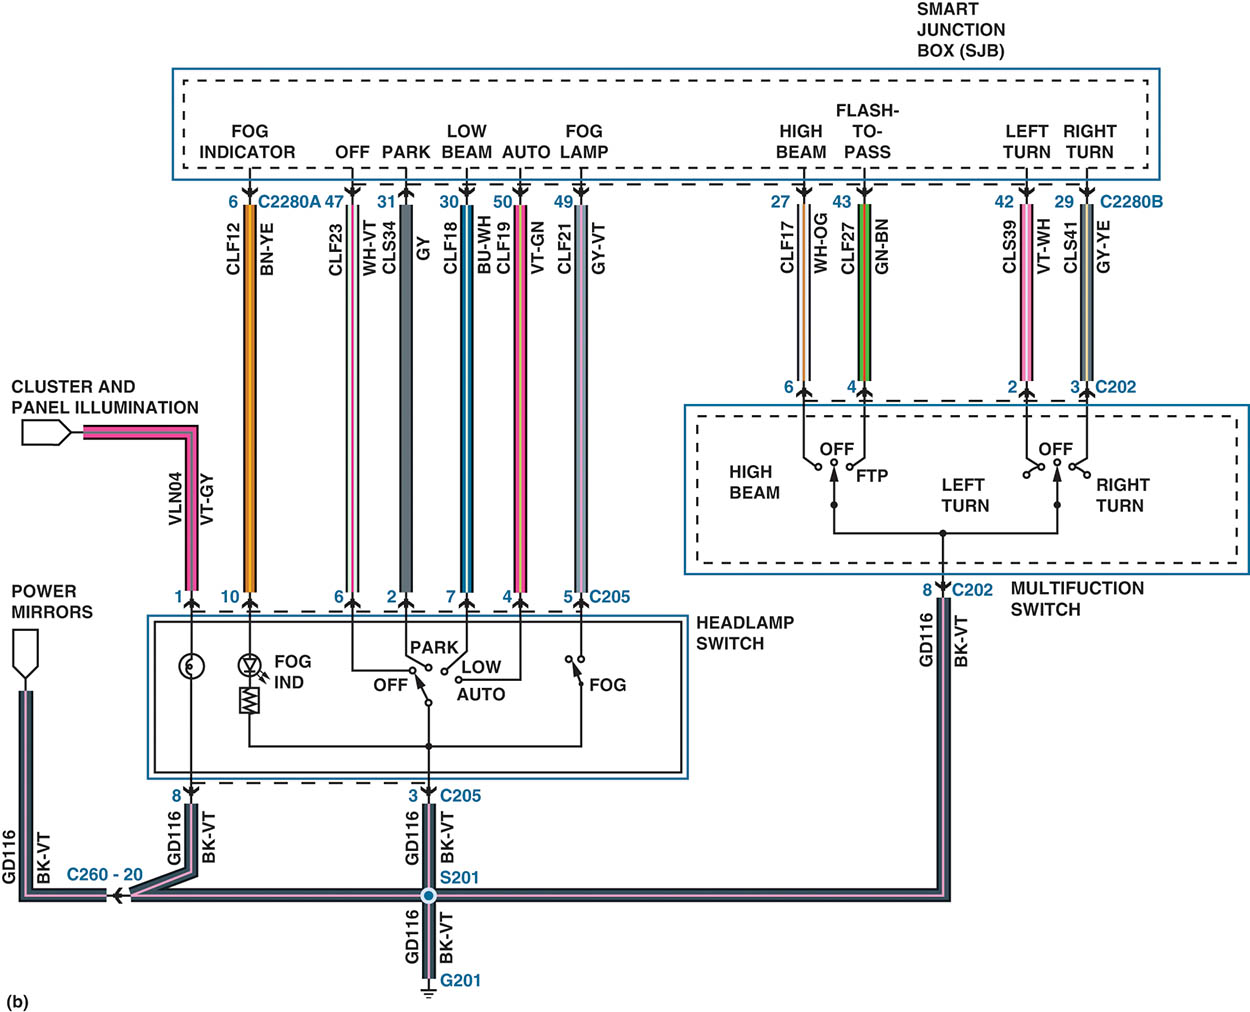 SMART
JUNCTION
BOX (SJB)
FOG
INDICATOR
OFF
PARK
LOW
BEAM
AUTO
FOG
LAMP
HIGH
BEAM
FLASH-
TO-
PASS
LEFT
TURN
RIGHT
TURN
6
C2280A
47
31
30
50
49
27
43
42
29
C2280B
CLF12
BN-YE
CLF23
WH-VT
CLS34
GY
CLF18
BU-WH
CLF19
VT-GN
CLF21
GY-VT
CLF17
WH-OG
CLF27
GN-BN
CLS39
VT-WH
CLS41
GY-YE
6
4
2
3
C202
CLUSTER AND
PANEL ILLUMINATION
VLN04
VT-GY
HIGH
BEAM
OFF
FTP
LEFT
TURN
OFF
RIGHT
TURN
8
C202
MULTIFUCTION
SWITCH
POWER
MIRRORS
1
10
6
2
7
4
5
C205
HEADLAMP
SWITCH
FOG
IND
PARK
OFF
LOW
AUTO
FOG
GD116
BK-VT
8
3
C205
GD116
BK-VT
GD116
BK-VT
GD116
BK-VT
C260 - 20
S201
GD116
BK-VT
G201
(b)